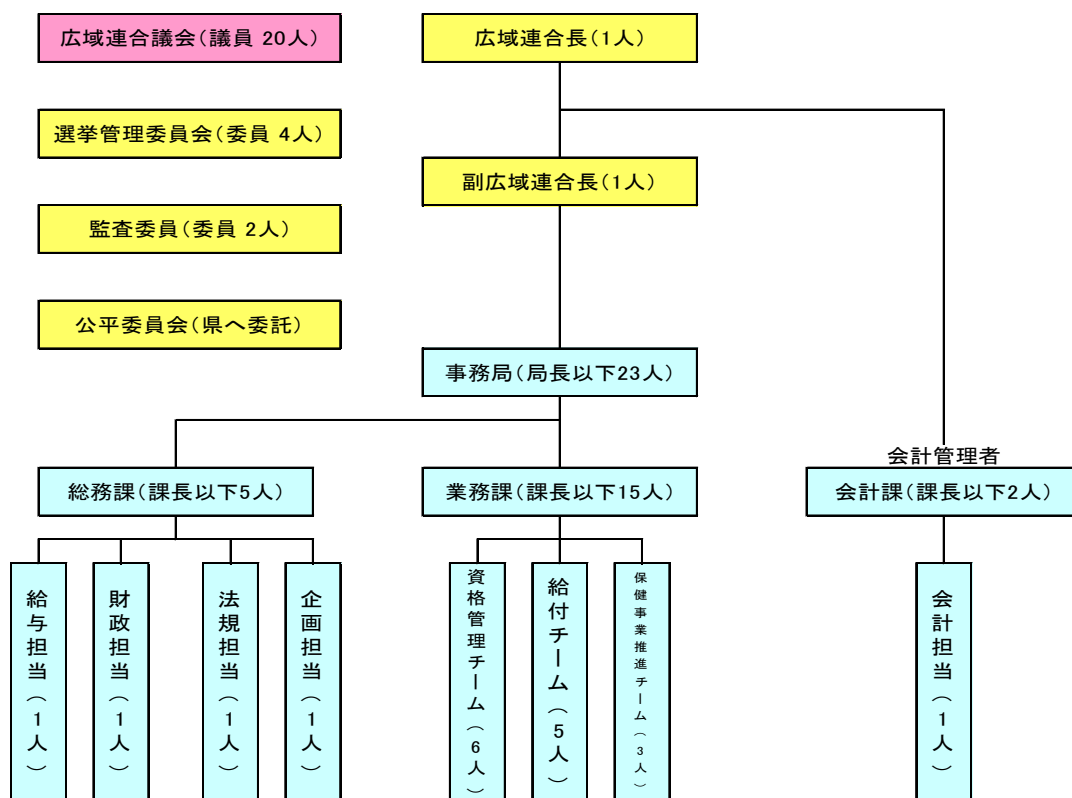 広域連合議会(議員 20人)
広域連合長(1人)
選挙管理委員会(委員 4人)
副広域連合長(1人)
監査委員(委員 2人)
公平委員会(県へ委託)
事務局(局長以下23人)
会計管理者
総務課(課長以下5人)
業務課(課長以下15人)
会計課(課長以下2人)
給与担当(1人)
財政担当(1人)
法規担当(1人)
企画担当(1人)
資格管理チーム(6人)
給付チーム(5人)
保健事業推進チーム(3人)
会計担当(1人)